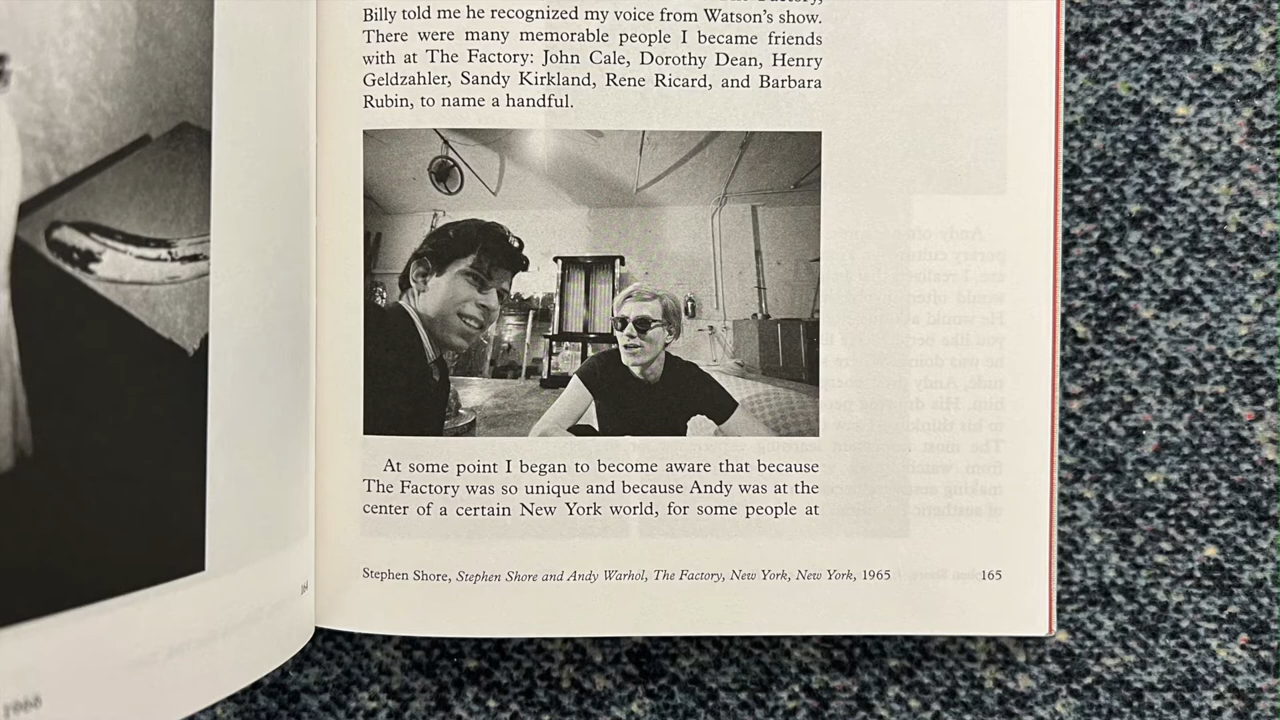 164
1966
Factory,
Billy told me he recognized my voice from Watson's show.
There were many memorable people I became friends
with at The Factory: John Cale, Dorothy Dean, Henry
Geldzahler, Sandy Kirkland, Rene Ricard, and Barbara
Rubin, to name a handful.
At some point I began to become aware that because
The Factory was so unique and because Andy was at the
center of a certain New York world, for some people at
Stephen Shore, Stephen Shore and Andy Warhol, The Factory, New York, New York, 1965
165